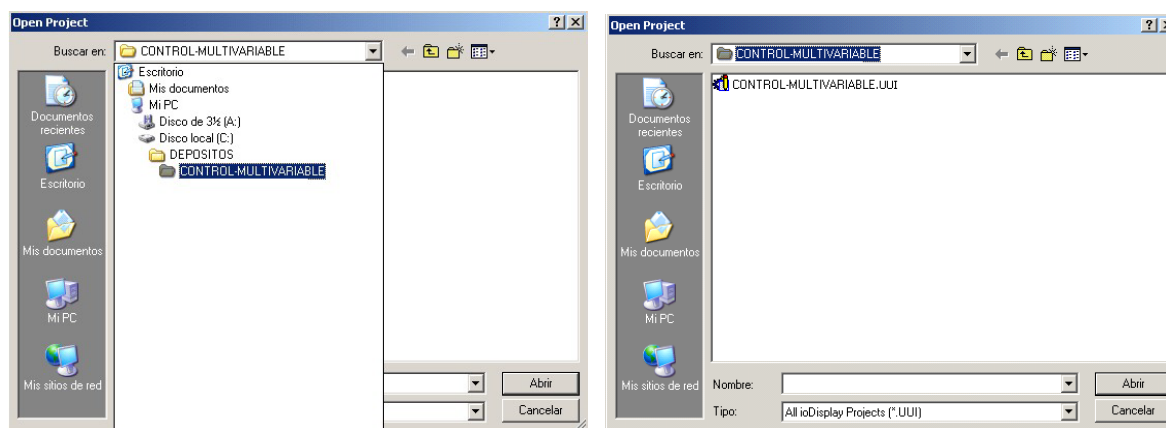 Open Project
Buscar en:
CONTROL-MULTIVARIABLE
Escritorio
Mis documentos
Mi PC
Disco de 3½ (A:)
Disco local (C:)
DEPOSITOS
CONTROL-MULTIVARIABLE
Documentos
recientes
Escritorio
Mis documentos
Mi PC
Mis sitios de red
Abrir
Cancelar
Open Project
Buscar en:
CONTROL-MULTIVARIABLE
CONTROL-MULTIVARIABLE.UUI
Documentos
recientes
Escritorio
Mis documentos
Mi PC
Mis sitios de red
Nombre:
Abrir
Tipo:
All ioDisplay Projects (*.UUI)
Cancelar